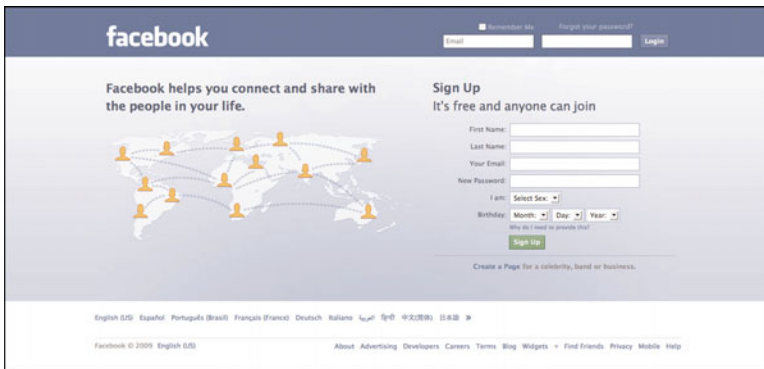 facebook
Remember Me Forgot your password?
Email Login
Facebook helps you connect and share with
the people in your life.
Sign Up
It's free and anyone can join
First Name:
Last Name:
Your Email:
New Password:
I am: Select Sex:
Birthday: Month: Day: Year:
Why do I need to provide this?
Sign Up
Create a Page for a celebrity, band or business.
English (US) Español Português (Brasil) Français (France) Deutsch Italiano العربية हिन्दी 中文(简体) 日本語 »
Facebook © 2009 English (US) About Advertising Developers Careers Terms Blog Widgets • Find Friends Privacy Mobile Help